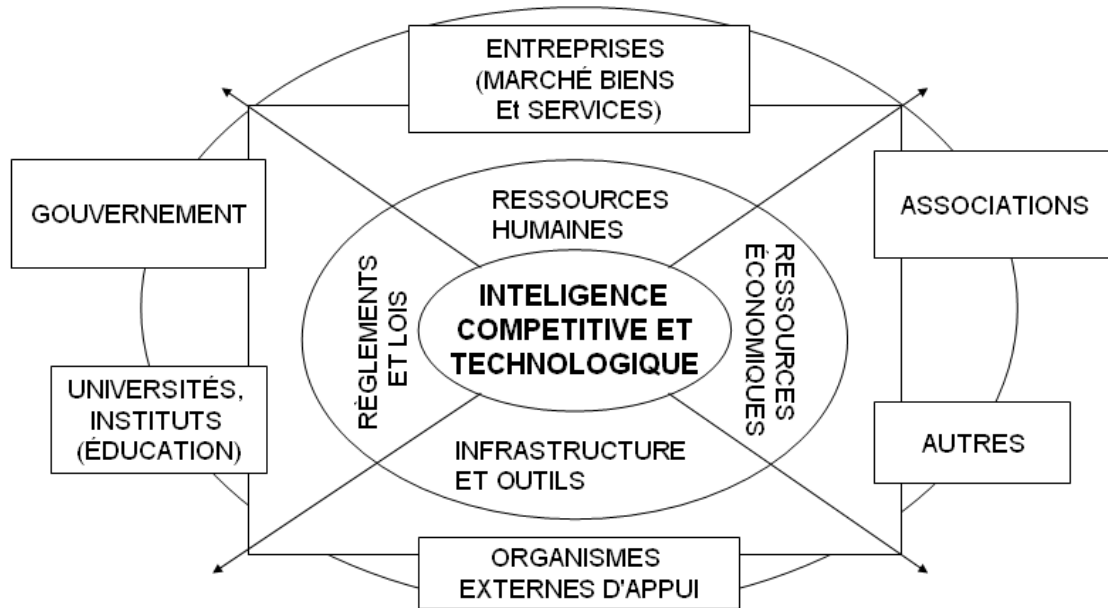 ENTREPRISES
(MARCHÉ BIENS
Et SERVICES)
GOUVERNEMENT
ASSOCIATIONS
RESSOURCES
HUMAINES
RÈGLEMENTS
ET LOIS
INTELIGENCE
COMPETITIVE ET
TECHNOLOGIQUE
RESSOURCES
ÉCONOMIQUES
UNIVERSITÉS,
INSTITUTS
(ÉDUCATION)
INFRASTRUCTURE
ET OUTILS
AUTRES
ORGANISMES
EXTERNES D'APPUI